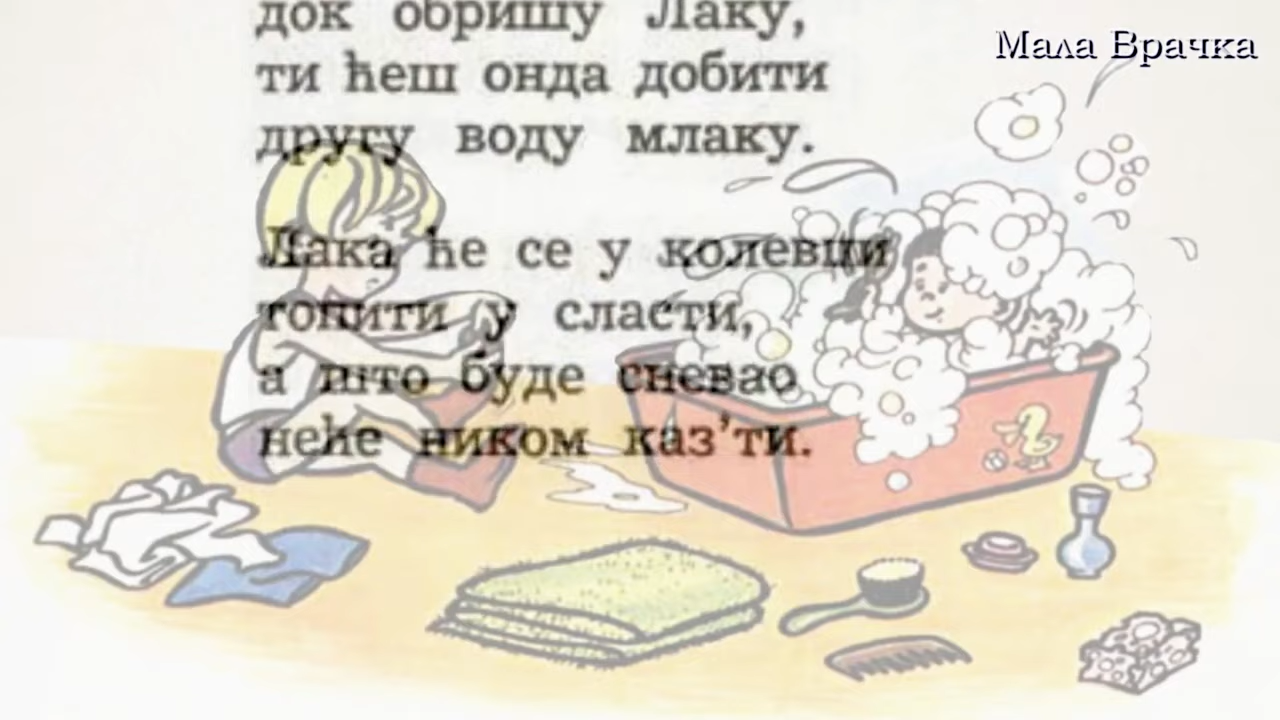 Мала Врачка
док обришу Лаку,
ти ћеш онда добити
другу воду млаку.
Лака ће се у колевци
топити у сласти,
а што буде сневао
неће ником каз’ти.